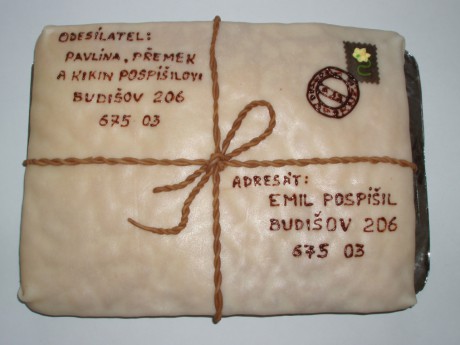 ODESÍLATEL:
PAVLÍNA, PŘEMEK
A KIKIN POSPÍŠILOVI
BUDIŠOV 206
675 03
ADRESÁT:
EMIL POSPÍŠIL
BUDIŠOV 206
675 03